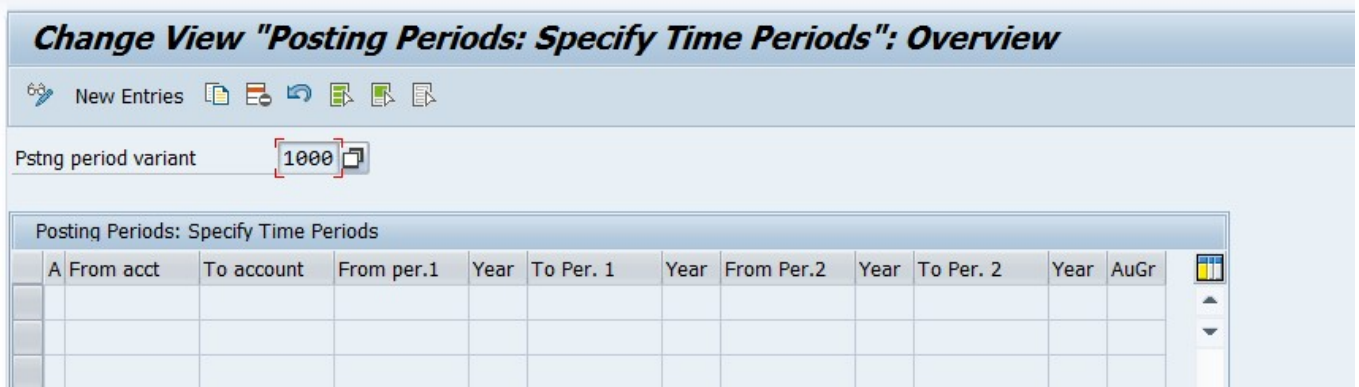 Change View "Posting Periods: Specify Time Periods": Overview
New Entries
Pstng period variant 1000
Posting Periods: Specify Time Periods
A From acct To account From per.1 Year To Per. 1 Year From Per.2 Year To Per. 2 Year AuGr